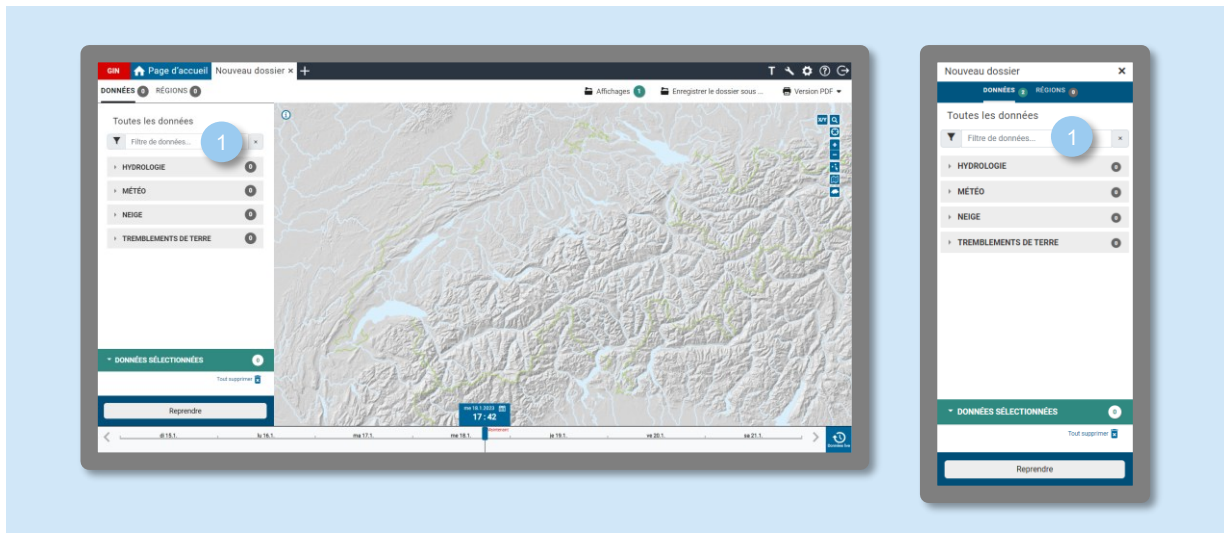 GIN Page d'accueil Nouveau dossier × + T
DONNÉES 0 RÉGIONS 0 Affichages 1 Enregistrer le dossier sous ... Version PDF
Toutes les données
Filtre de données... 1 ×
HYDROLOGIE 0
MÉTÉO 0
NEIGE 0
TREMBLEMENTS DE TERRE 0
DONNÉES SÉLECTIONNÉES 0
Tout supprimer
Reprendre
X/Y
me 18.1.2023
17 : 42
di 15.1. lu 16.1. ma 17.1. me 18.1. je 19.1. ve 20.1. sa 21.1.
Nouveau dossier ×
DONNÉES RÉGIONS
Toutes les données
Filtre de données... 1 ×
HYDROLOGIE 0
MÉTÉO 0
NEIGE 0
TREMBLEMENTS DE TERRE 0
DONNÉES SÉLECTIONNÉES 0
Tout supprimer
Reprendre